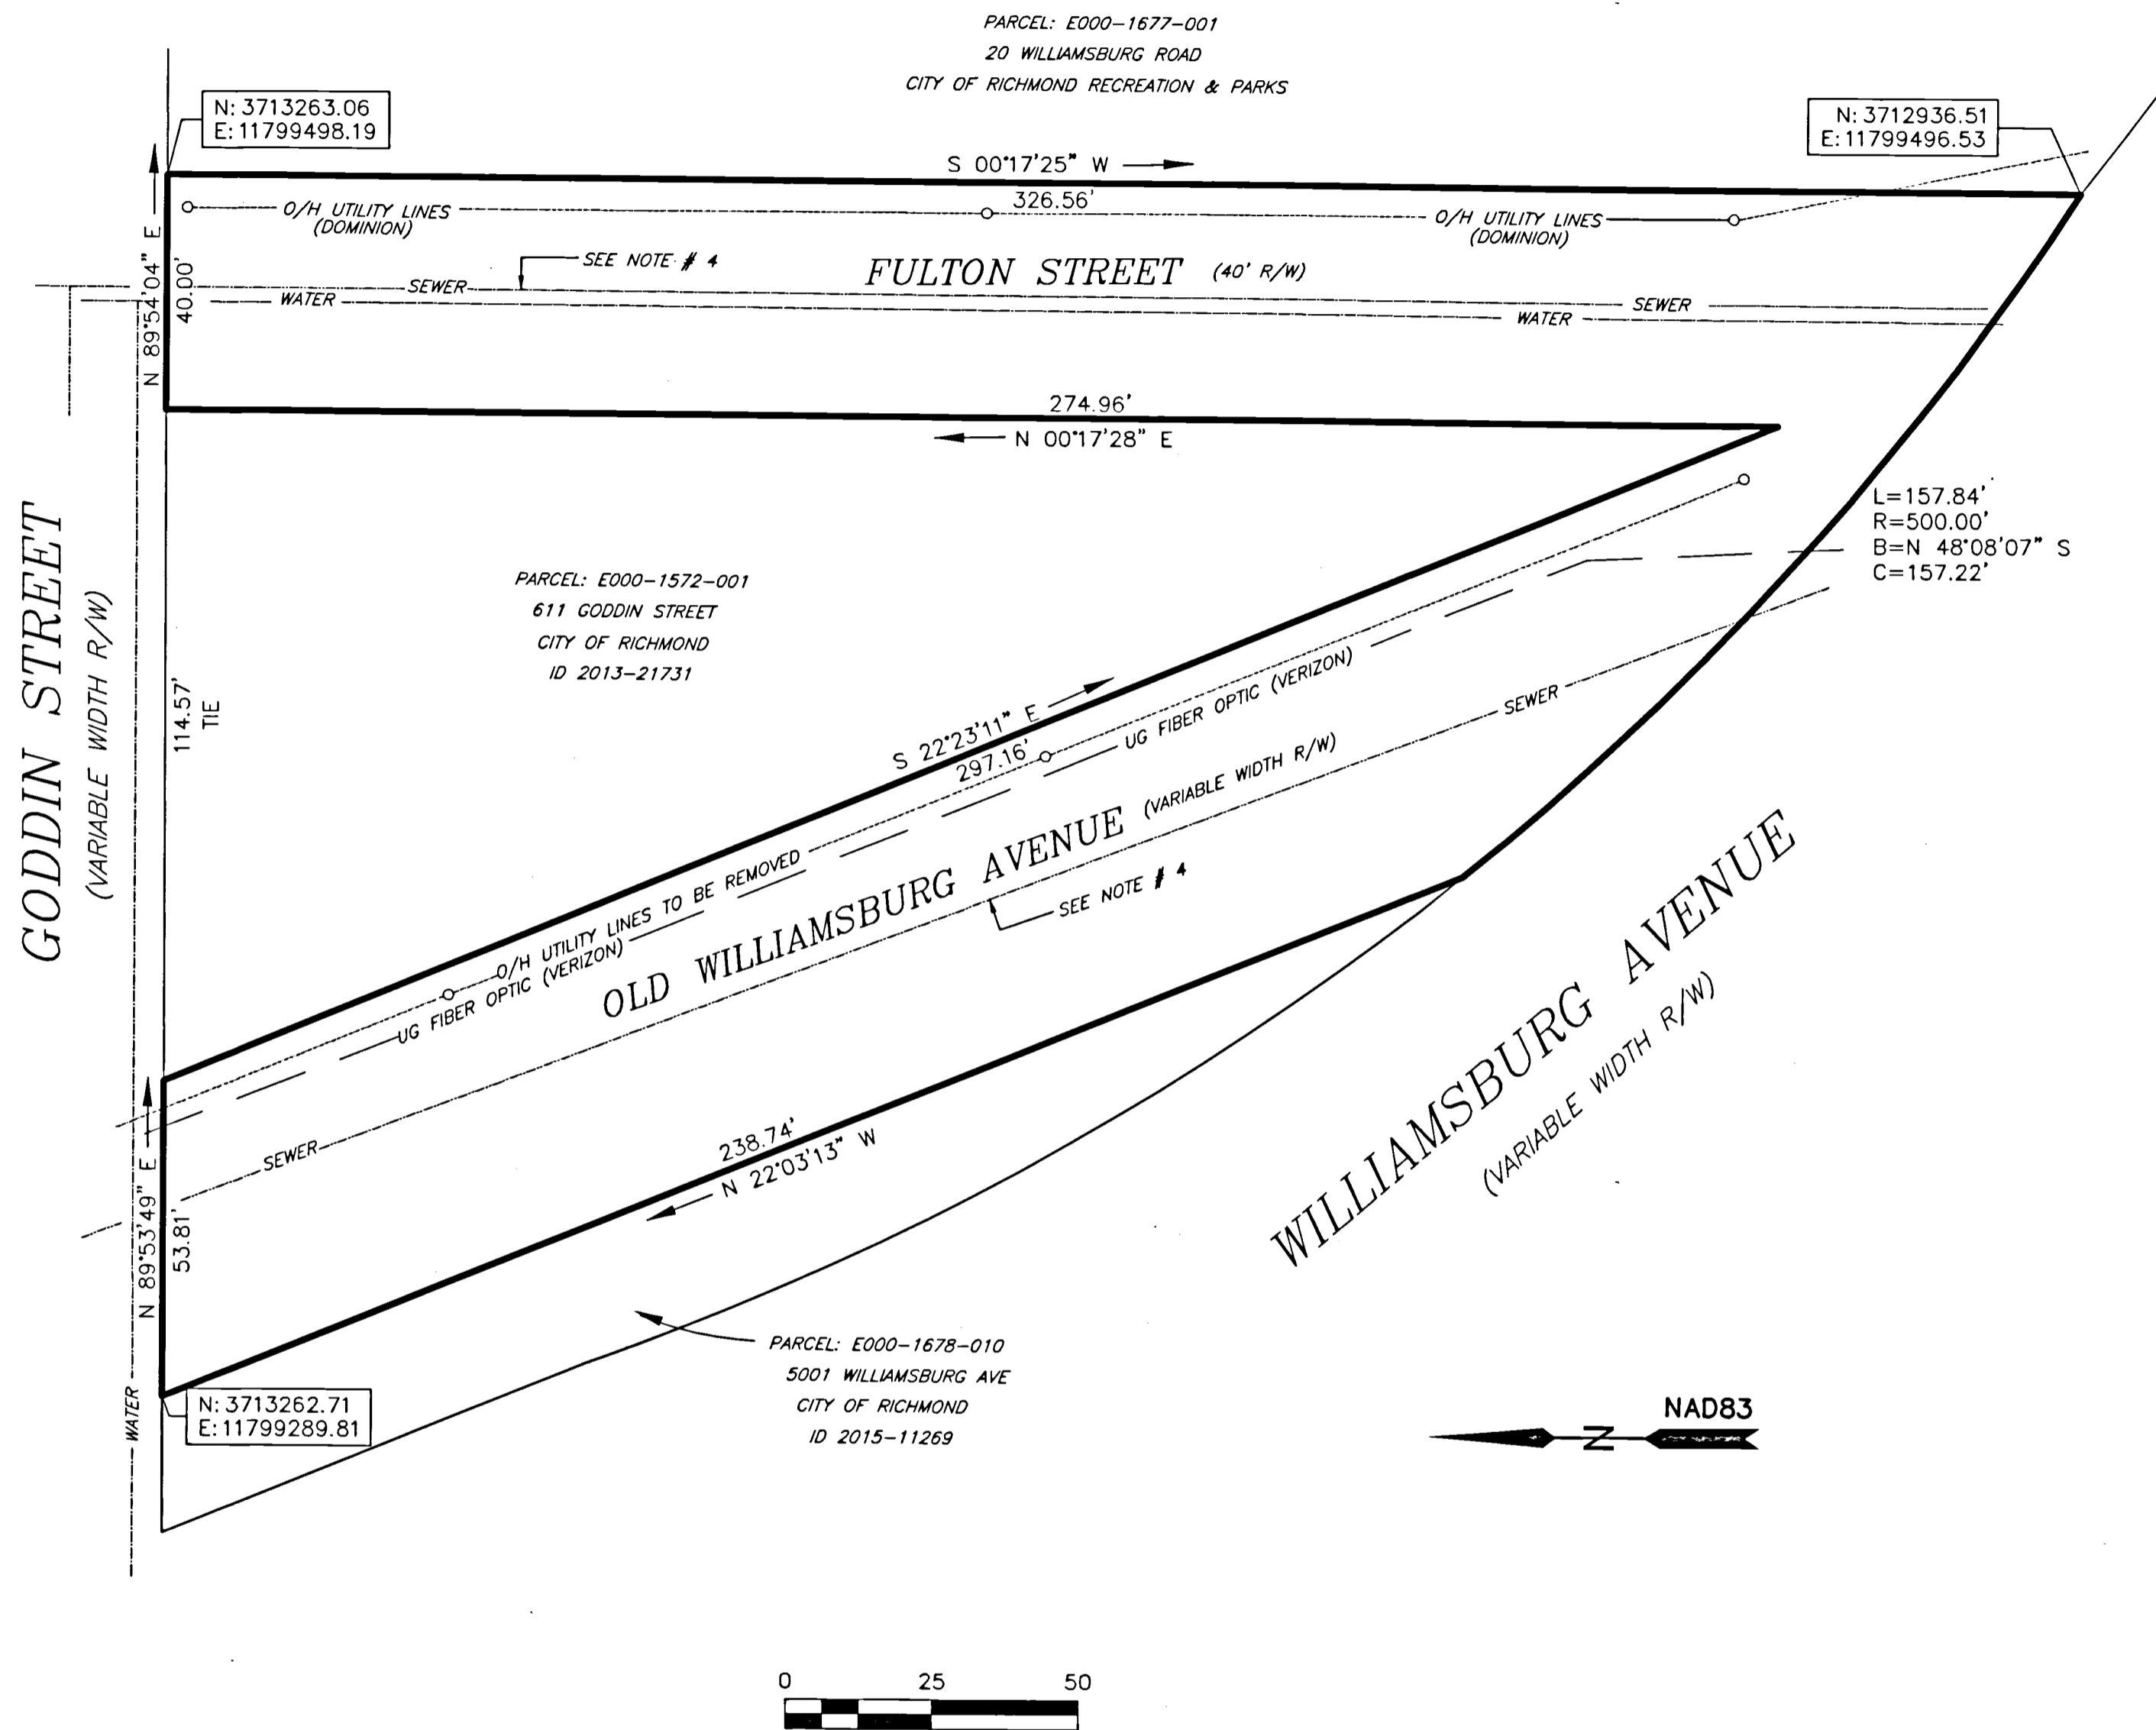 PARCEL: E000-1677-001
20 WILLIAMSBURG ROAD
CITY OF RICHMOND RECREATION & PARKS
N: 3713263.06
E: 11799498.19
N: 3712936.51
E: 11799496.53
S 00°17'25" W
326.56'
O/H UTILITY LINES
(DOMINION)
O/H UTILITY LINES
(DOMINION)
SEE NOTE # 4
FULTON STREET (40' R/W)
SEWER
WATER
SEWER
WATER
N 89°54'04" E
40.00'
274.96'
N 00°17'28" E
L=157.84'
R=500.00'
B=N 48°08'07" S
C=157.22'
GODDIN STREET
(VARIABLE WIDTH R/W)
PARCEL: E000-1572-001
611 GODDIN STREET
CITY OF RICHMOND
ID 2013-21731
114.57'
TIE
S 22°23'11" E
297.16'
UG FIBER OPTIC (VERIZON)
SEWER
O/H UTILITY LINES TO BE REMOVED
UG FIBER OPTIC (VERIZON)
OLD WILLIAMSBURG AVENUE (VARIABLE WIDTH R/W)
SEE NOTE # 4
SEWER
WILLIAMSBURG AVENUE
(VARIABLE WIDTH R/W)
238.74'
N 22°03'13" W
N 89°53'49" E
53.81'
WATER
N: 3713262.71
E: 11799289.81
PARCEL: E000-1678-010
5001 WILLIAMSBURG AVE
CITY OF RICHMOND
ID 2015-11269
NAD83
N
0 25 50